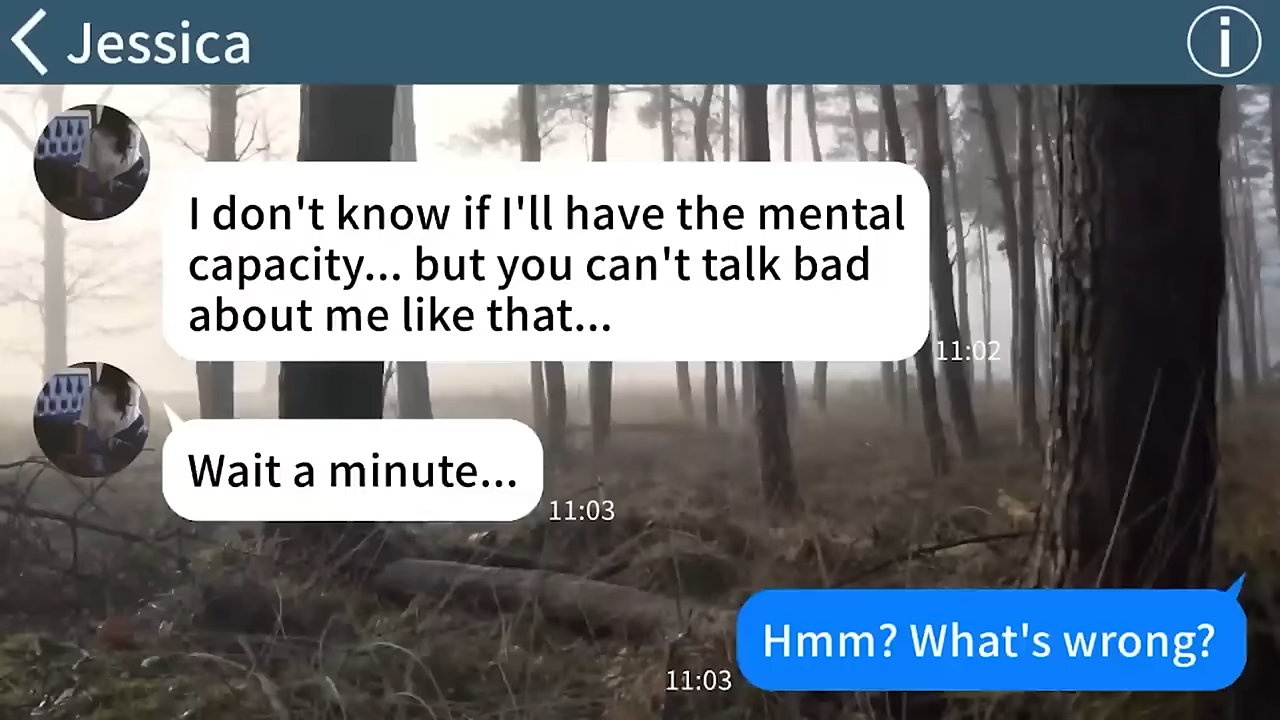 Jessica
I don't know if I'll have the mental
capacity... but you can't talk bad
about me like that...
11:02
Wait a minute...
11:03
Hmm? What's wrong?
11:03